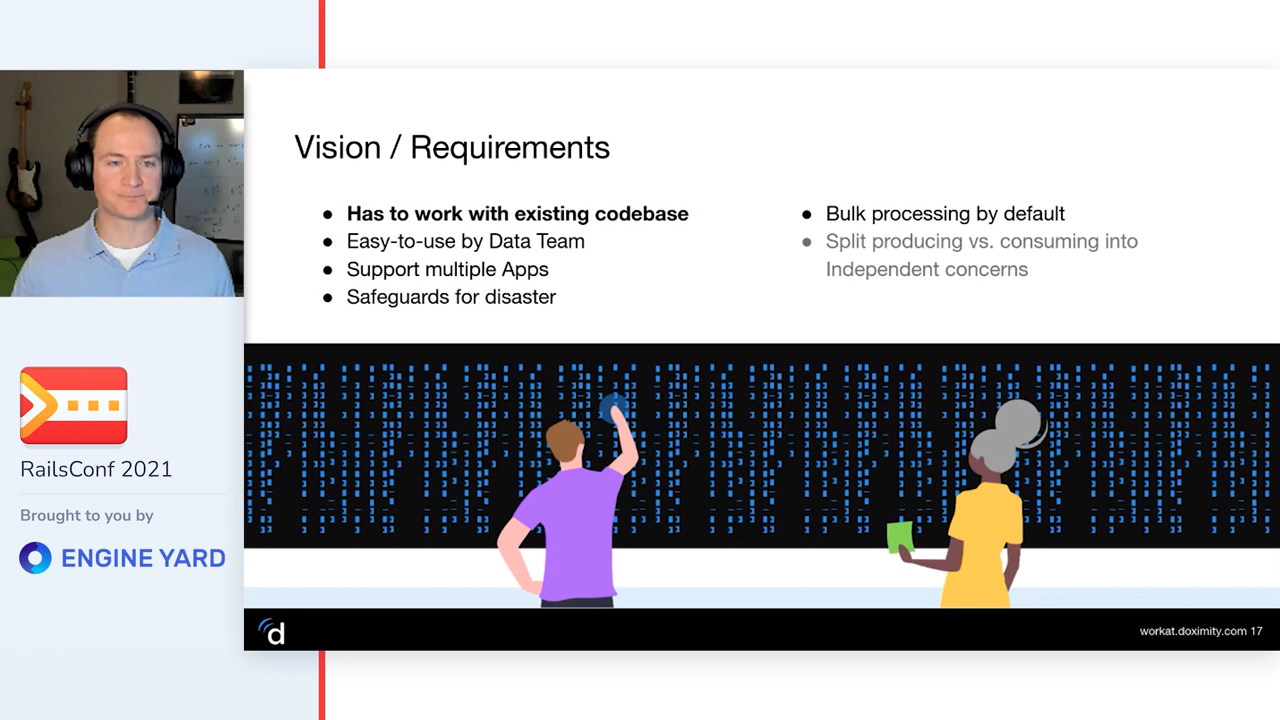 Vision / Requirements
● Has to work with existing codebase
● Easy-to-use by Data Team
● Support multiple Apps
● Safeguards for disaster
● Bulk processing by default
● Split producing vs. consuming into
Independent concerns
RailsConf 2021
Brought to you by
ENGINE YARD
d
workat.doximity.com 17